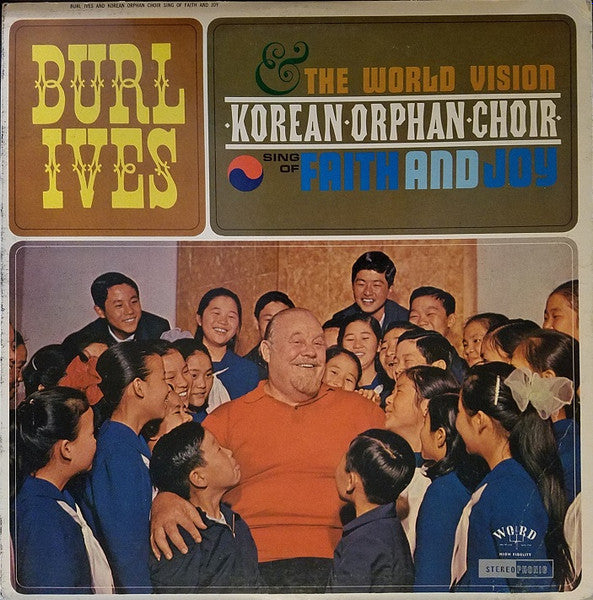 BURL IVES AND KOREAN ORPHAN CHOIR SING OF FAITH AND JOY
BURL
IVES
& THE WORLD VISION
·KOREAN·ORPHAN·CHOIR·
SING
OF
FAITH AND JOY
WORD
HIGH FIDELITY
STEREOPHONIC